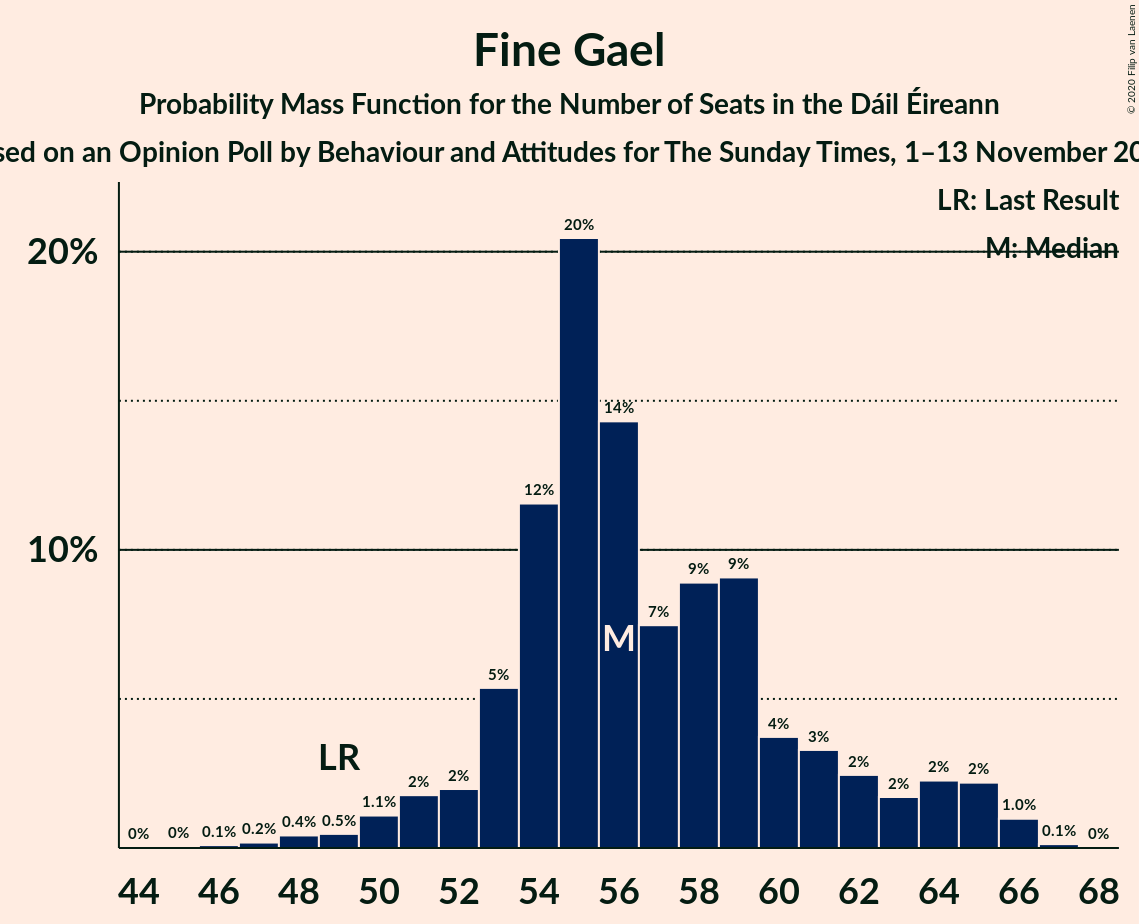 Fine Gael
Probability Mass Function for the Number of Seats in the Dáil Éireann
on an Opinion Poll by Behaviour and Attitudes for The Sunday Times, 1–13 November
© 2020 Filip van Laenen
LR: Last Result
M: Median
20%
10%
0% 0% 0.1% 0.2% 0.4% 0.5% 1.1% 2% 2% 5% 12% 20% 14% 7% 9% 9% 4% 3% 2% 2% 2% 2% 1.0% 0.1% 0%
LR
M
44 46 48 50 52 54 56 58 60 62 64 66 68